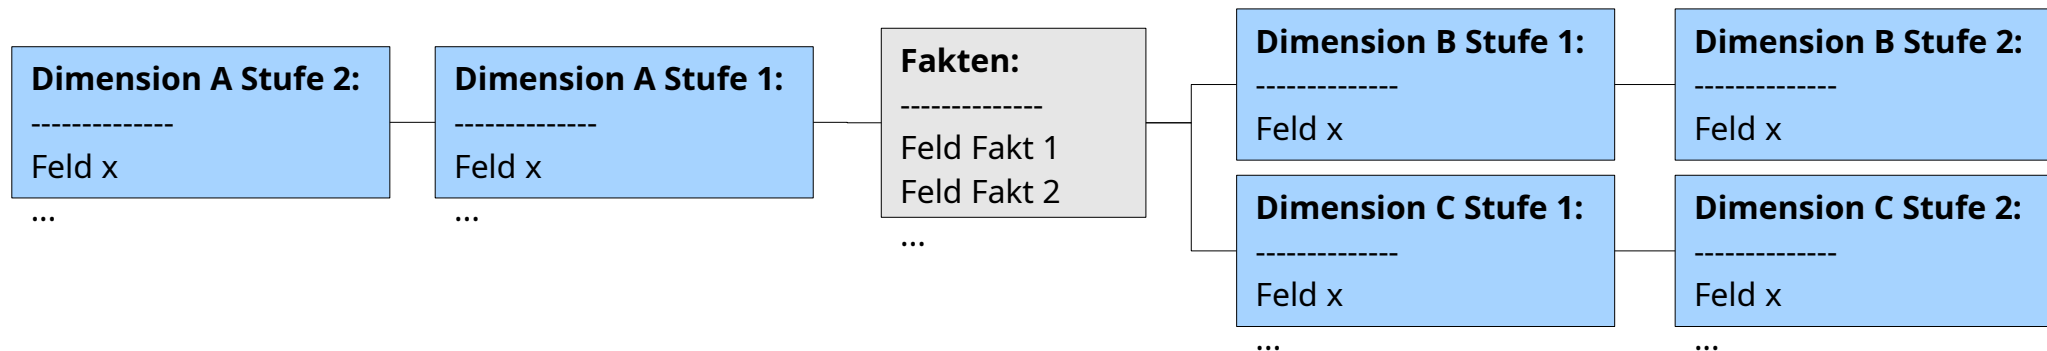 Dimension A Stufe 2:
--------------
Feld x
...
Dimension A Stufe 1:
--------------
Feld x
...
Fakten:
--------------
Feld Fakt 1
Feld Fakt 2
...
Dimension B Stufe 1:
--------------
Feld x
Dimension B Stufe 2:
--------------
Feld x
Dimension C Stufe 1:
--------------
Feld x
...
Dimension C Stufe 2:
--------------
Feld x
...